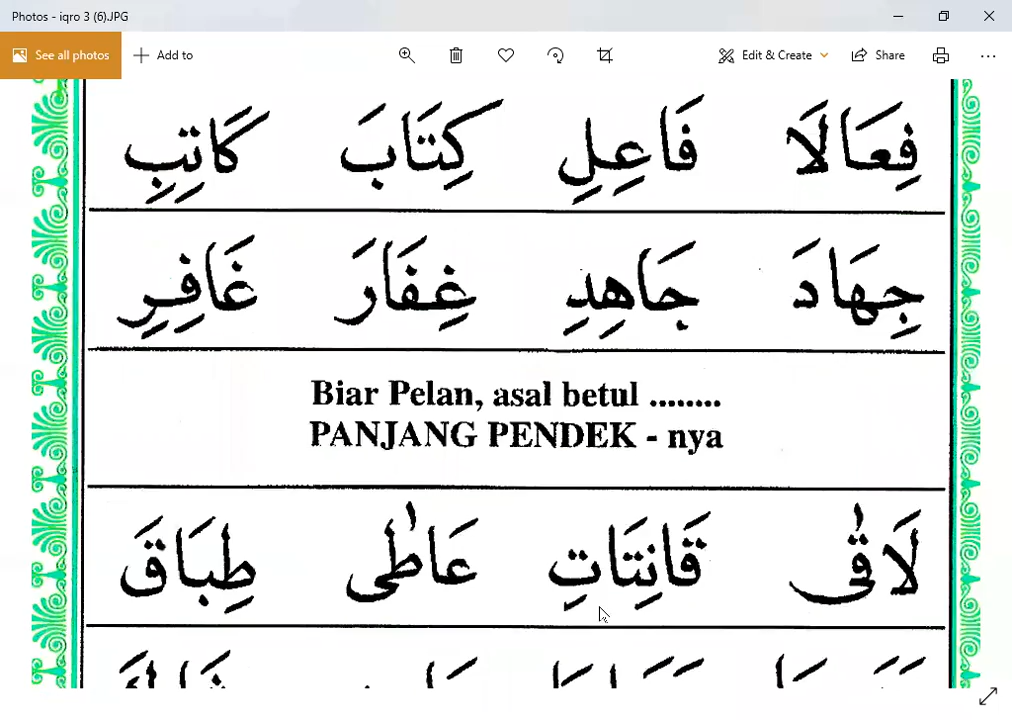 Photos - iqro 3 (6).JPG
See all photos
Add to
Edit & Create
Share
فِعَالَا فَاعِلِ كِتَابَ كَاتِبِ
جِهَادَ جَاهِدِ غِفَارَ غَافِرِ
Biar Pelan, asal betul ........
PANJANG PENDEK - nya
لَاقٰى قَانِتَاتِ عَاطٰى طِبَاقَ